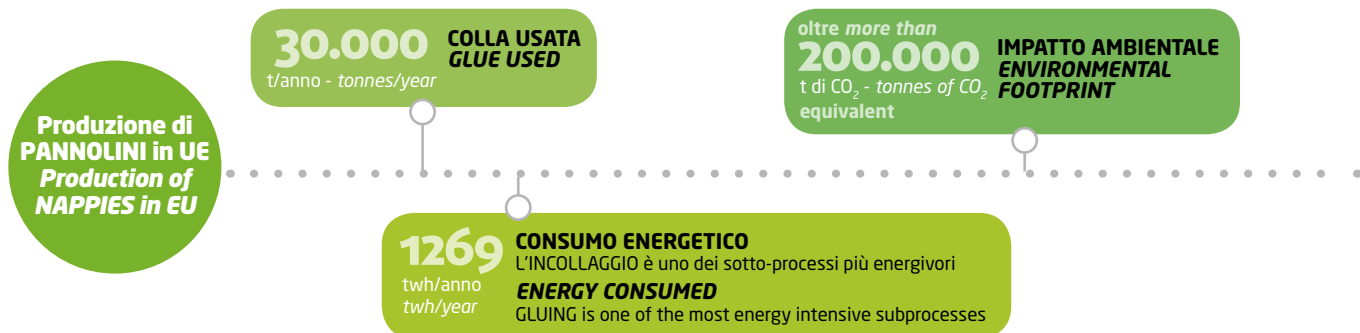 Produzione di
PANNOLINI in UE
Production of
NAPPIES in EU
30.000
t/anno - tonnes/year
COLLA USATA
GLUE USED
1269
twh/anno
twh/year
CONSUMO ENERGETICO
L'INCOLLAGGIO è uno dei sotto-processi più energivori
ENERGY CONSUMED
GLUING is one of the most energy intensive subprocesses
oltre more than
200.000
t di CO₂ - tonnes of CO₂
equivalent
IMPATTO AMBIENTALE
ENVIRONMENTAL
FOOTPRINT